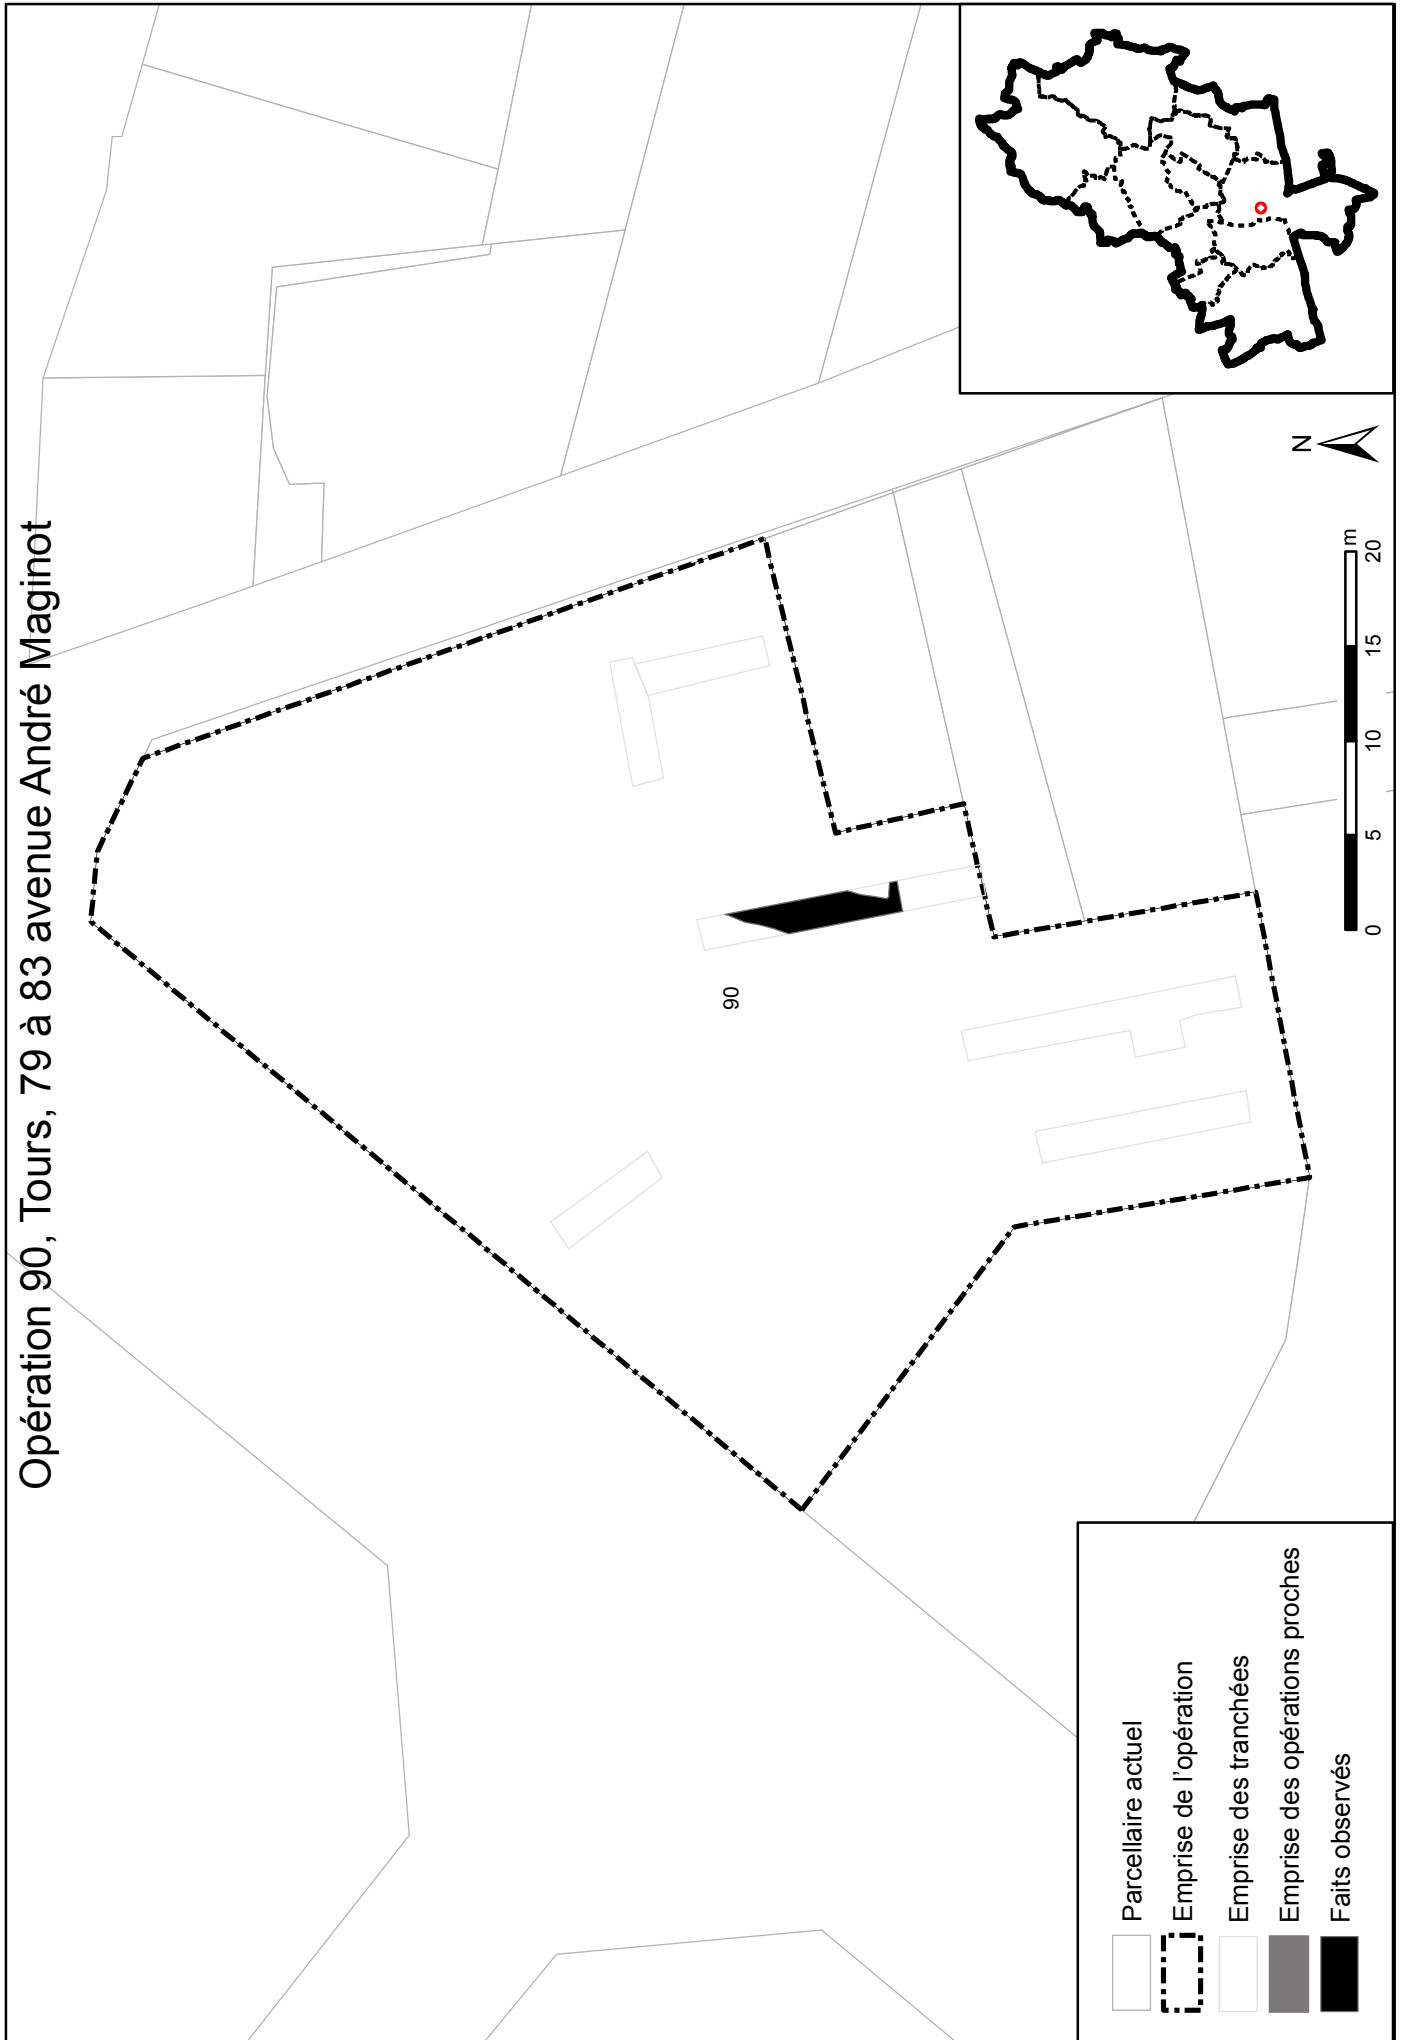 Opération 90, Tours, 79 à 83 avenue André Maginot
N
90
0 5 10 15 20 m
Parcellaire actuel
Emprise de l'opération
Emprise des tranchées
Emprise des opérations proches
Faits observés